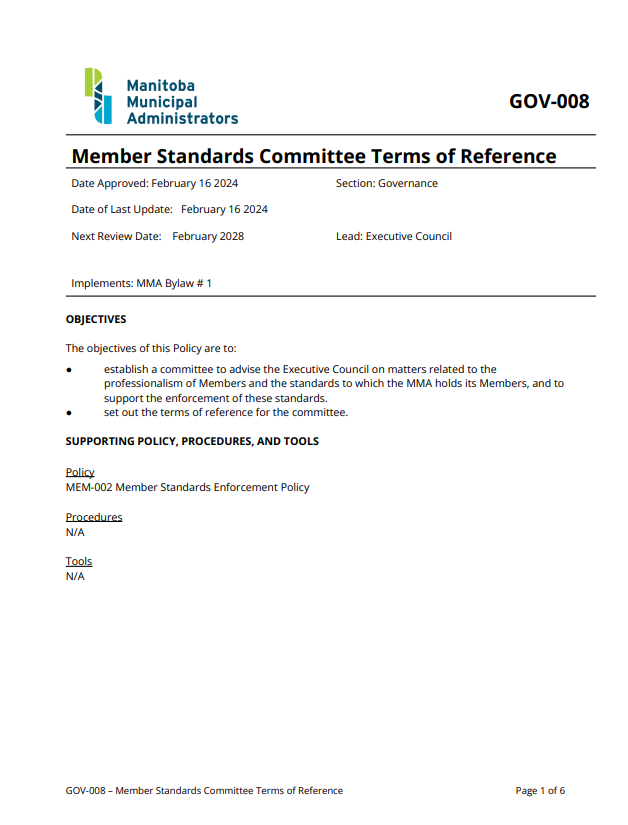 Manitoba
Municipal
Administrators
GOV-008
Member Standards Committee Terms of Reference
Date Approved: February 16 2024 Section: Governance
Date of Last Update: February 16 2024
Next Review Date: February 2028 Lead: Executive Council
Implements: MMA Bylaw # 1
OBJECTIVES
The objectives of this Policy are to:
● establish a committee to advise the Executive Council on matters related to the
professionalism of Members and the standards to which the MMA holds its Members, and to
support the enforcement of these standards.
● set out the terms of reference for the committee.
SUPPORTING POLICY, PROCEDURES, AND TOOLS
Policy
MEM-002 Member Standards Enforcement Policy
Procedures
N/A
Tools
N/A
GOV-008 – Member Standards Committee Terms of Reference Page 1 of 6